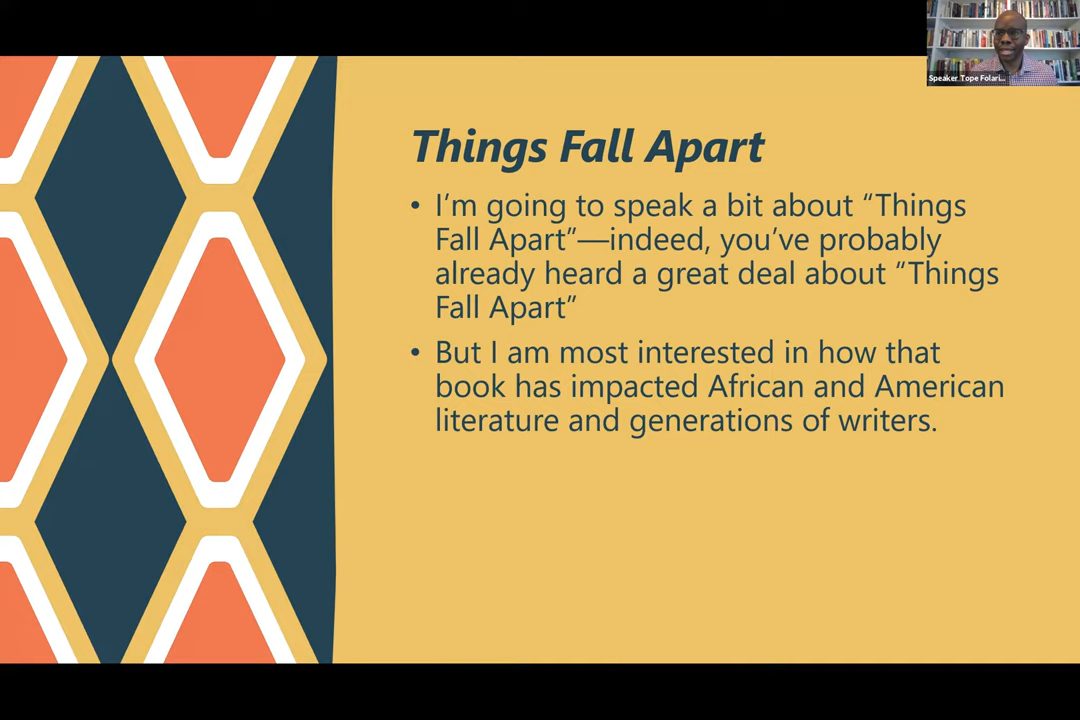 Speaker Tope Folari...
Things Fall Apart
• I'm going to speak a bit about “Things
Fall Apart”—indeed, you've probably
already heard a great deal about “Things
Fall Apart”
• But I am most interested in how that
book has impacted African and American
literature and generations of writers.